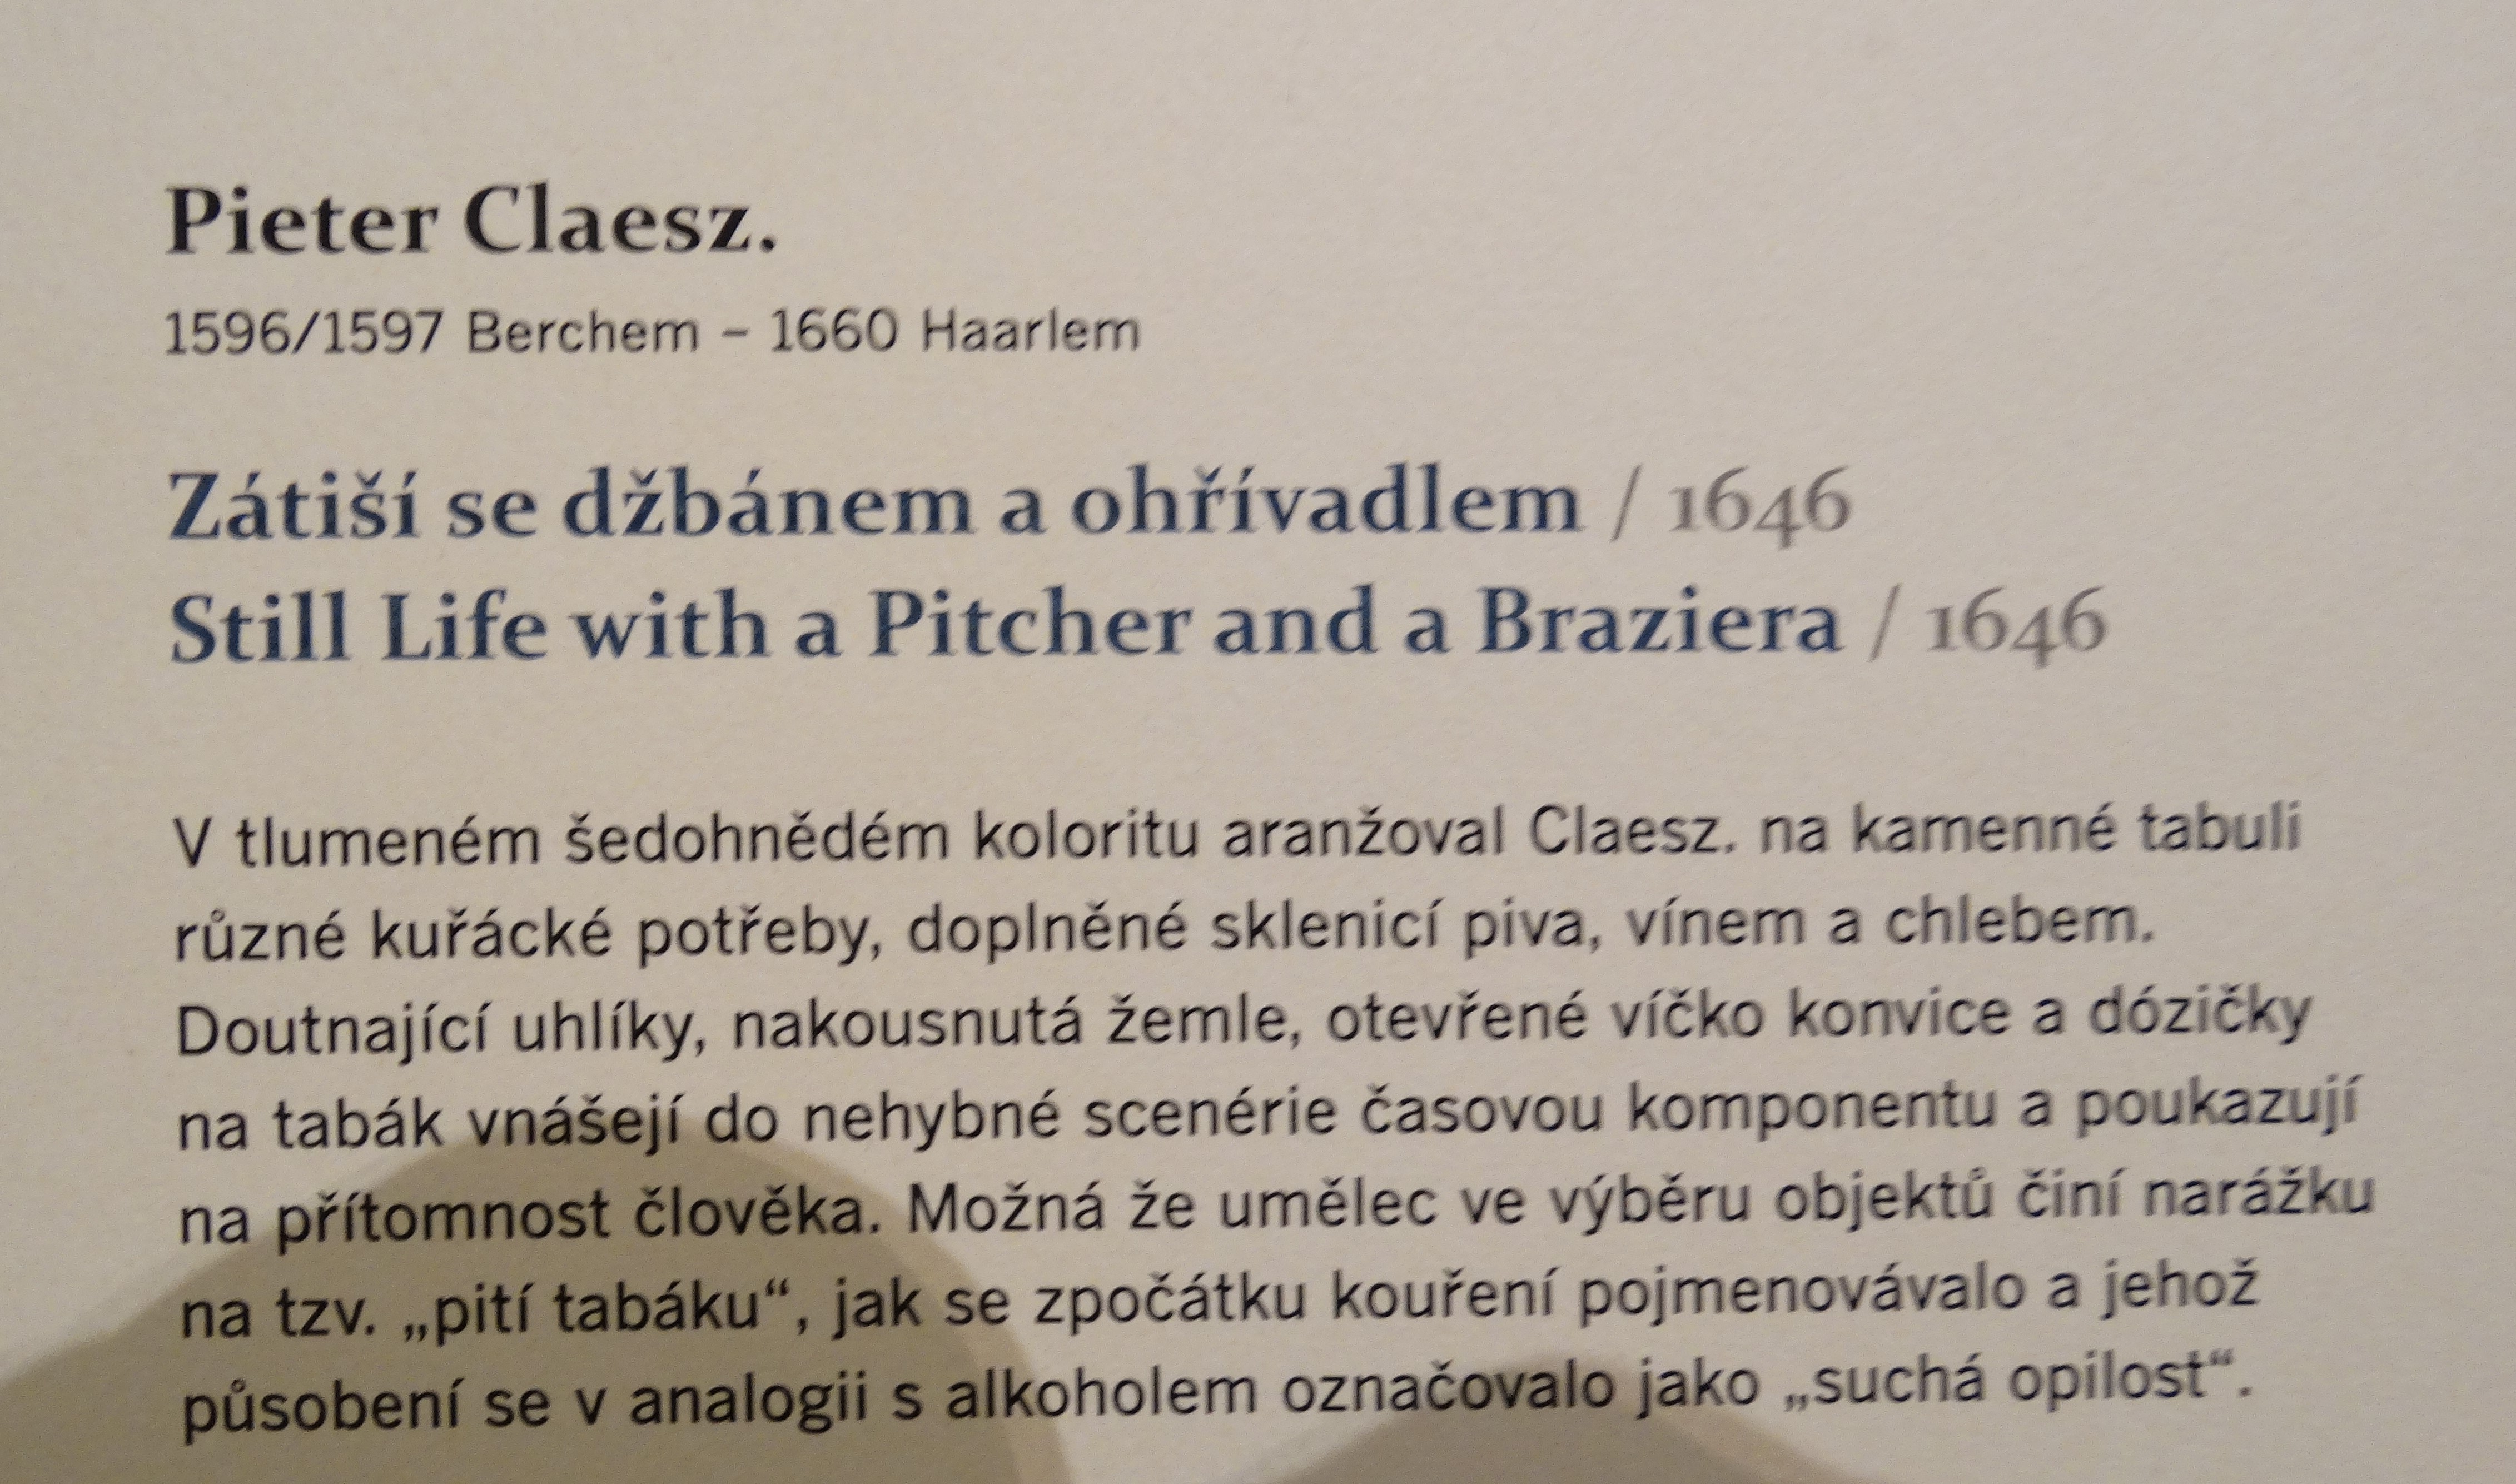 Pieter Claesz.
1596/1597 Berchem – 1660 Haarlem
Zátiší se džbánem a ohřívadlem / 1646
Still Life with a Pitcher and a Braziera / 1646
V tlumeném šedohnědém koloritu aranžoval Claesz. na kamenné tabuli
různé kuřácké potřeby, doplněné sklenicí piva, vínem a chlebem.
Doutnající uhlíky, nakousnutá žemle, otevřené víčko konvice a dózičky
na tabák vnášejí do nehybné scenérie časovou komponentu a poukazují
na přítomnost člověka. Možná že umělec ve výběru objektů činí narážku
na tzv. „pití tabáku“, jak se zpočátku kouření pojmenovávalo a jehož
působení se v analogii s alkoholem označovalo jako „suchá opilost“.